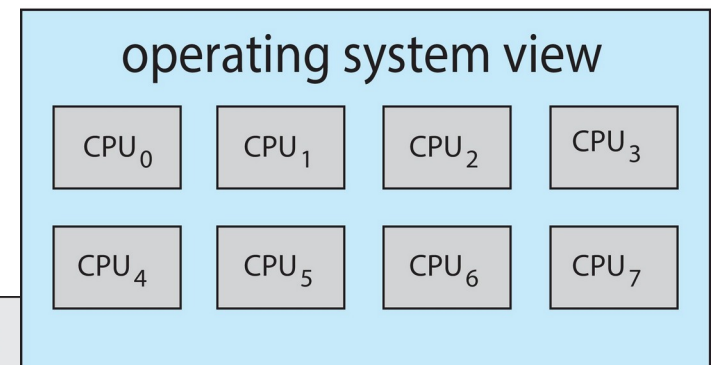 operating system view
CPU₀ CPU₁ CPU₂ CPU₃
CPU₄ CPU₅ CPU₆ CPU₇